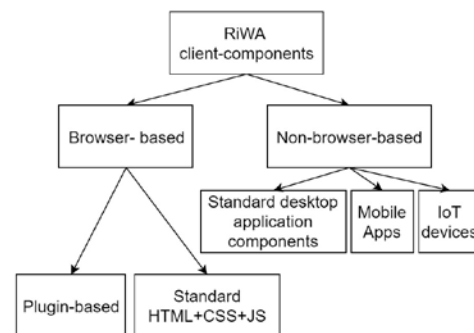 RiWA
client-components
Browser- based
Non-browser-based
Standard desktop
application
components
Mobile
Apps
IoT
devices
Plugin-based
Standard
HTML+CSS+JS